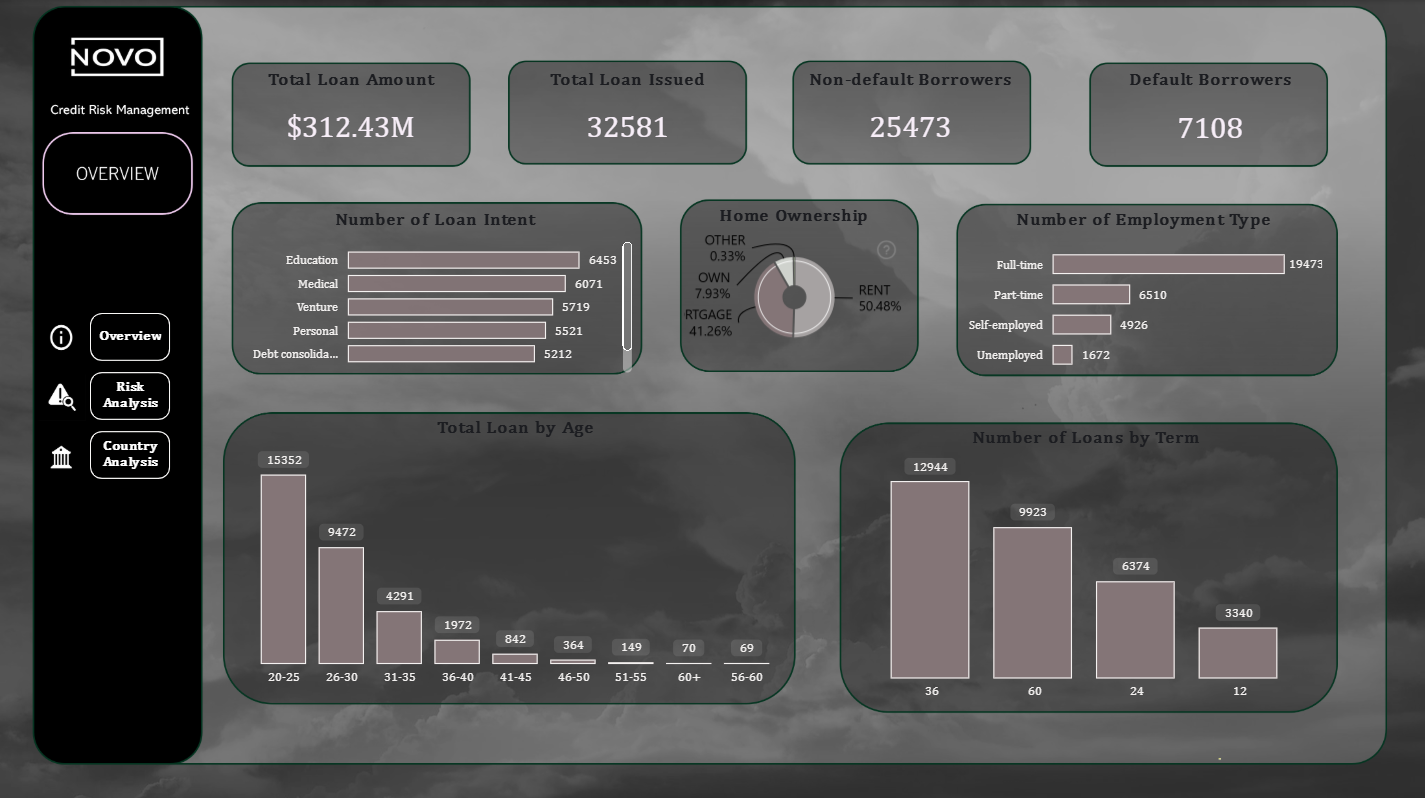 NOVO
Credit Risk Management
OVERVIEW
Overview
Risk
Analysis
Country
Analysis
Total Loan Amount
$312.43M
Total Loan Issued
32581
Non-default Borrowers
25473
Default Borrowers
7108
Number of Loan Intent
Education 6453
Medical 6071
Venture 5719
Personal 5521
Debt consolida... 5212
Home Ownership
?
OTHER
0.33%
OWN
7.93%
RTGAGE
41.26%
RENT
50.48%
Number of Employment Type
Full-time 19473
Part-time 6510
Self-employed 4926
Unemployed 1672
Total Loan by Age
15352
9472
4291
1972
842
364
149
70
69
20-25 26-30 31-35 36-40 41-45 46-50 51-55 60+ 56-60
Number of Loans by Term
12944
9923
6374
3340
36 60 24 12